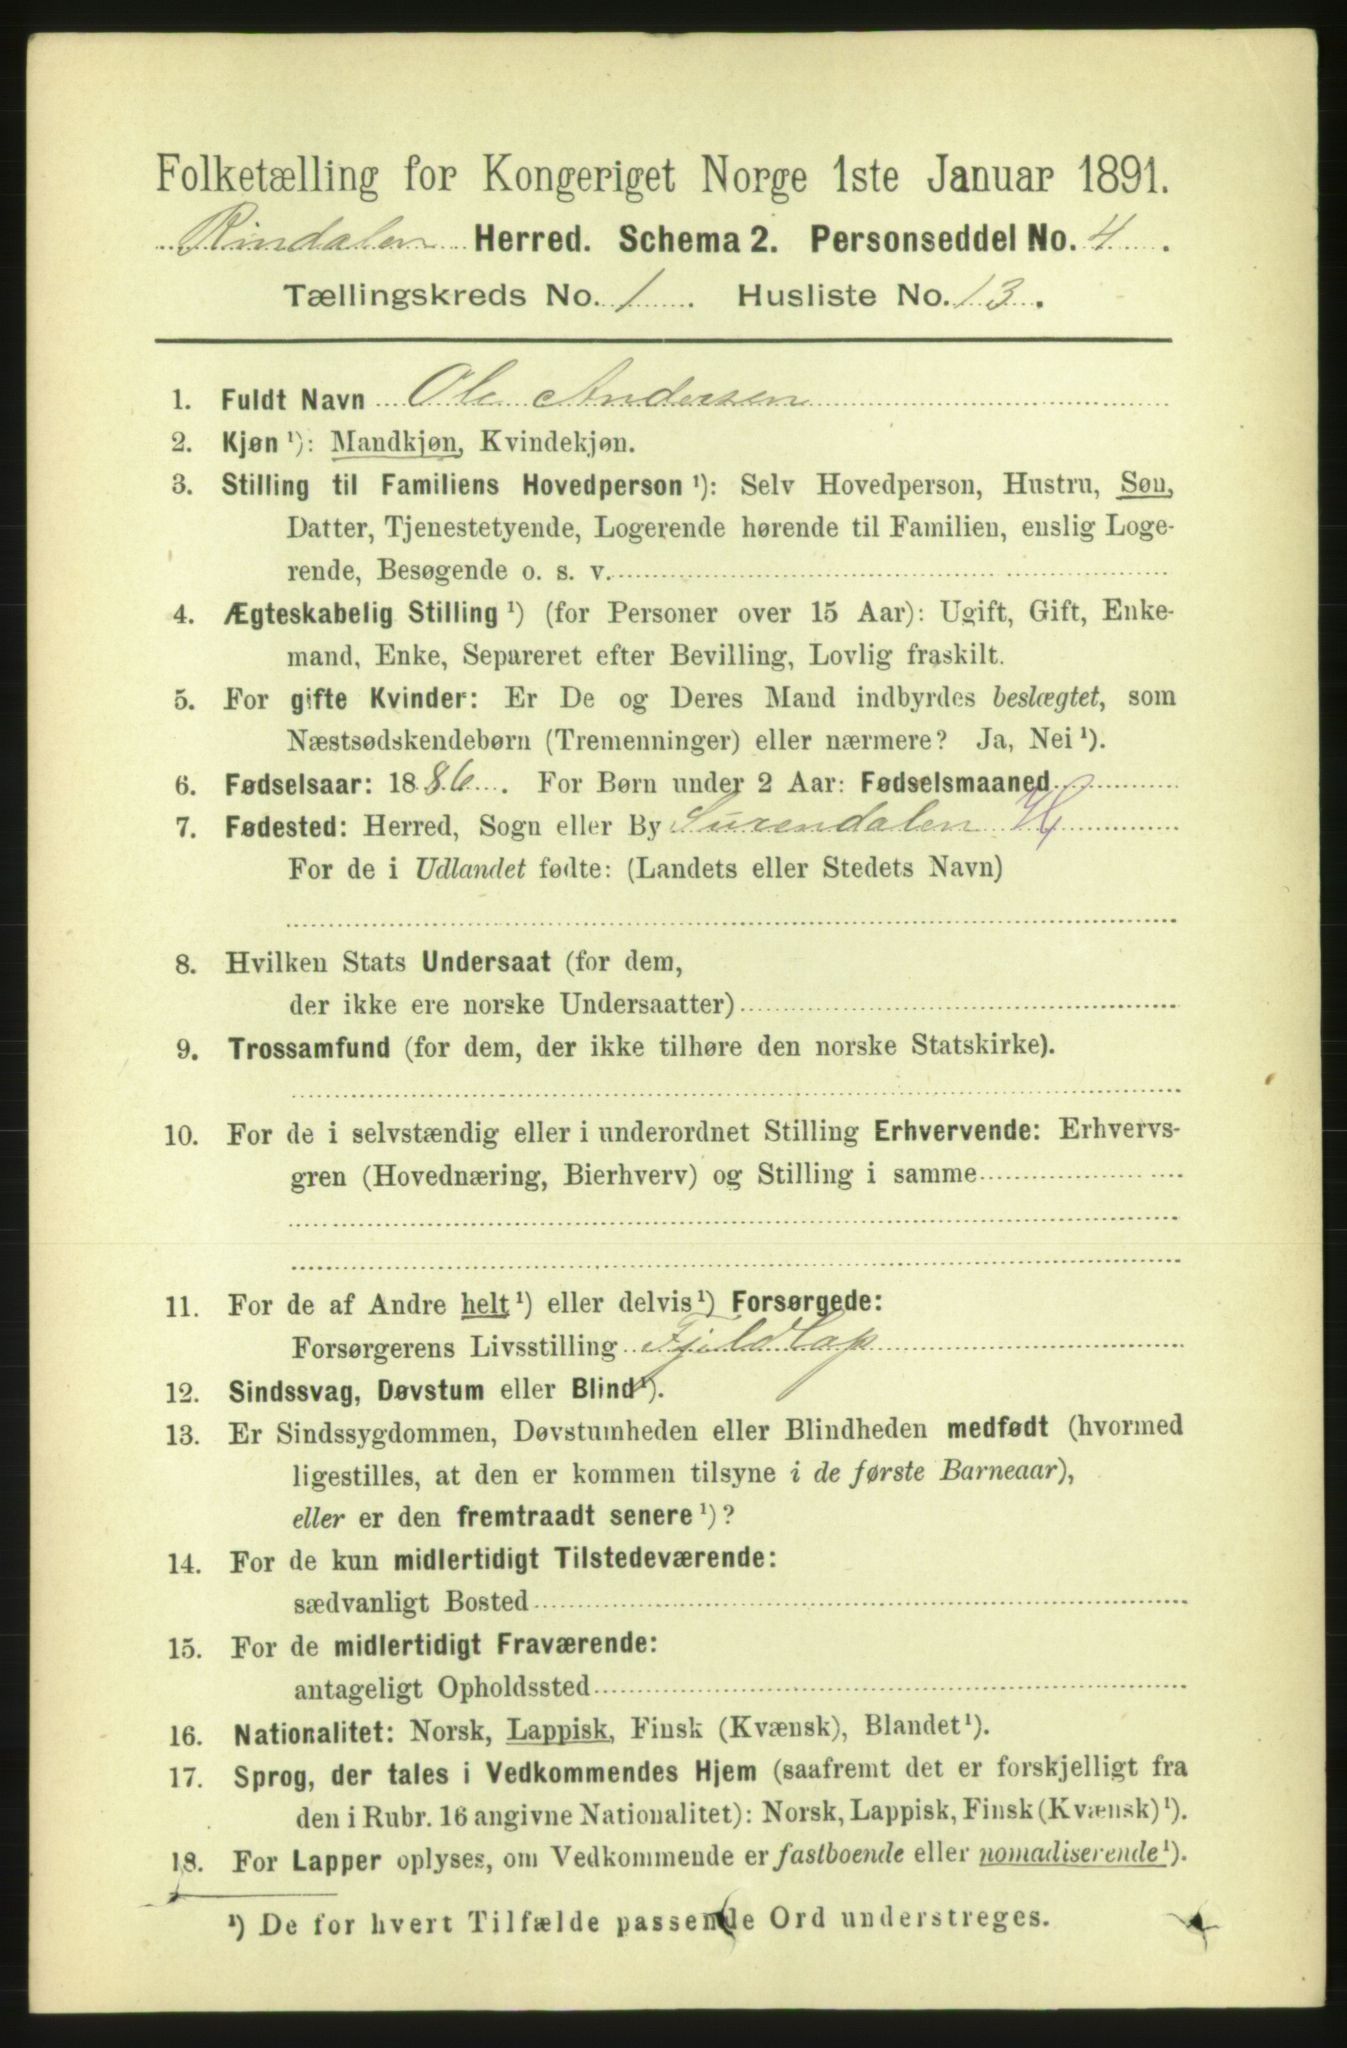 Folketælling for Kongeriget Norge 1ste Januar 1891.
Rindalen Herred. Schema 2. Personseddel No. 4.
Tællingskreds No. 1. Husliste No. 13.
1. Fuldt Navn Ole Andersen
2. Kjøn ¹): Mandkjøn, Kvindekjøn.
3. Stilling til Familiens Hovedperson ¹): Selv Hovedperson, Hustru, Søn,
Datter, Tjenestetyende, Logerende hørende til Familien, enslig Loge-
rende, Besøgende o. s. v.
4. Ægteskabelig Stilling ¹) (for Personer over 15 Aar): Ugift, Gift, Enke-
mand, Enke, Separeret efter Bevilling, Lovlig fraskilt.
5. For gifte Kvinder: Er De og Deres Mand indbyrdes beslægtet, som
Næstsødskendebørn (Tremenninger) eller nærmere? Ja, Nei ¹).
6. Fødselsaar: 1886. For Børn under 2 Aar: Fødselsmaaned
7. Fødested: Herred, Sogn eller By Surendalen H
For de i Udlandet fødte: (Landets eller Stedets Navn)
8. Hvilken Stats Undersaat (for dem,
der ikke ere norske Undersaatter)
9. Trossamfund (for dem, der ikke tilhøre den norske Statskirke).
10. For de i selvstændig eller i underordnet Stilling Erhvervende: Erhvervs-
gren (Hovednæring, Bierhverv) og Stilling i samme
11. For de af Andre helt ¹) eller delvis ¹) Forsørgede:
Forsørgerens Livsstilling Fjeldlap
12. Sindssvag, Døvstum eller Blind ¹).
13. Er Sindssygdommen, Døvstumheden eller Blindheden medfødt (hvormed
ligestilles, at den er kommen tilsyne i de første Barneaar),
eller er den fremtraadt senere ¹)?
14. For de kun midlertidigt Tilstedeværende:
sædvanligt Bosted
15. For de midlertidigt Fraværende:
antageligt Opholdssted
16. Nationalitet: Norsk, Lappisk, Finsk (Kvænsk), Blandet ¹).
17. Sprog, der tales i Vedkommendes Hjem (saafremt det er forskjelligt fra
den i Rubr. 16 angivne Nationalitet): Norsk, Lappisk, Finsk (Kvænsk) ¹).
18. For Lapper oplyses, om Vedkommende er fastboende eller nomadiserende ¹).
¹) De for hvert Tilfælde passende Ord understreges.